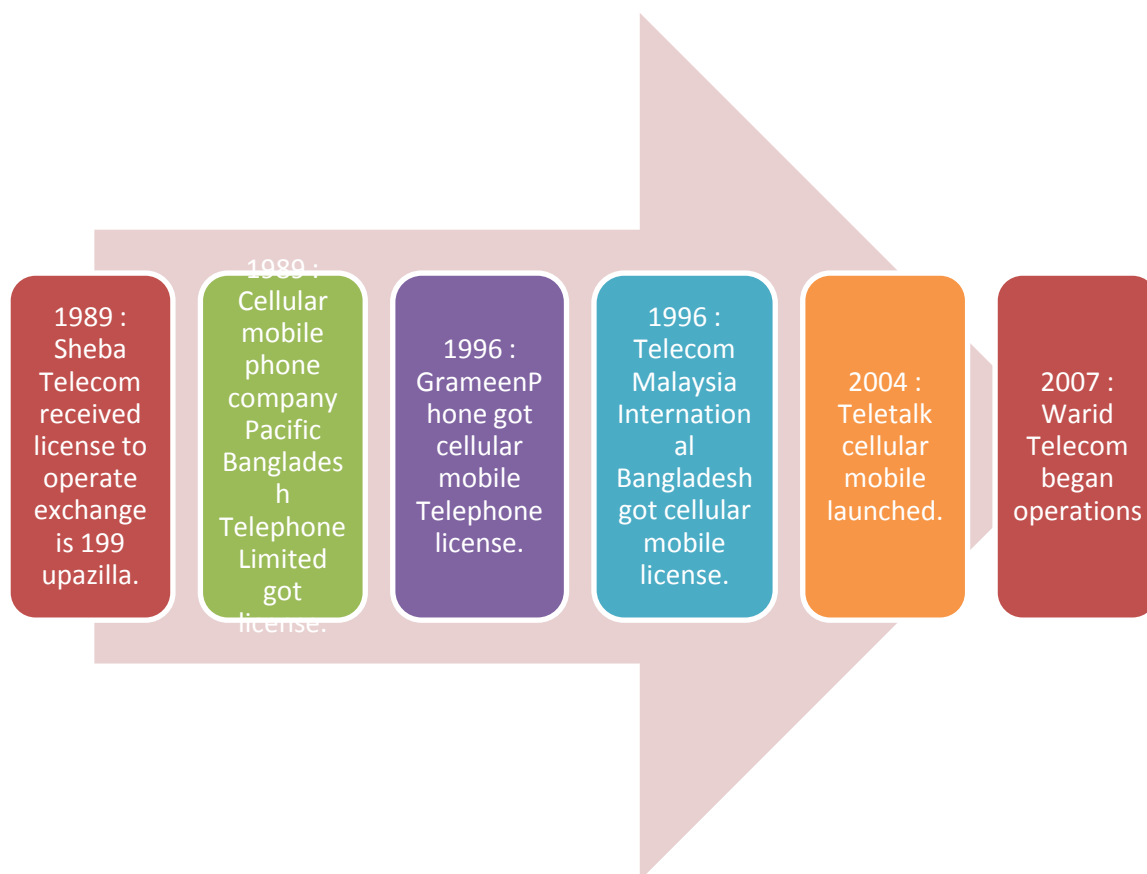 1989 :
Sheba
Telecom
received
license to
operate
exchange
is 199
upazilla.
1989 :
Cellular
mobile
phone
company
Pacific
Banglades
h
Telephone
Limited
got
license.
1996 :
GrameenP
hone got
cellular
mobile
Telephone
license.
1996 :
Telecom
Malaysia
Internation
al
Bangladesh
got cellular
mobile
license.
2004 :
Teletalk
cellular
mobile
launched.
2007 :
Warid
Telecom
began
operations